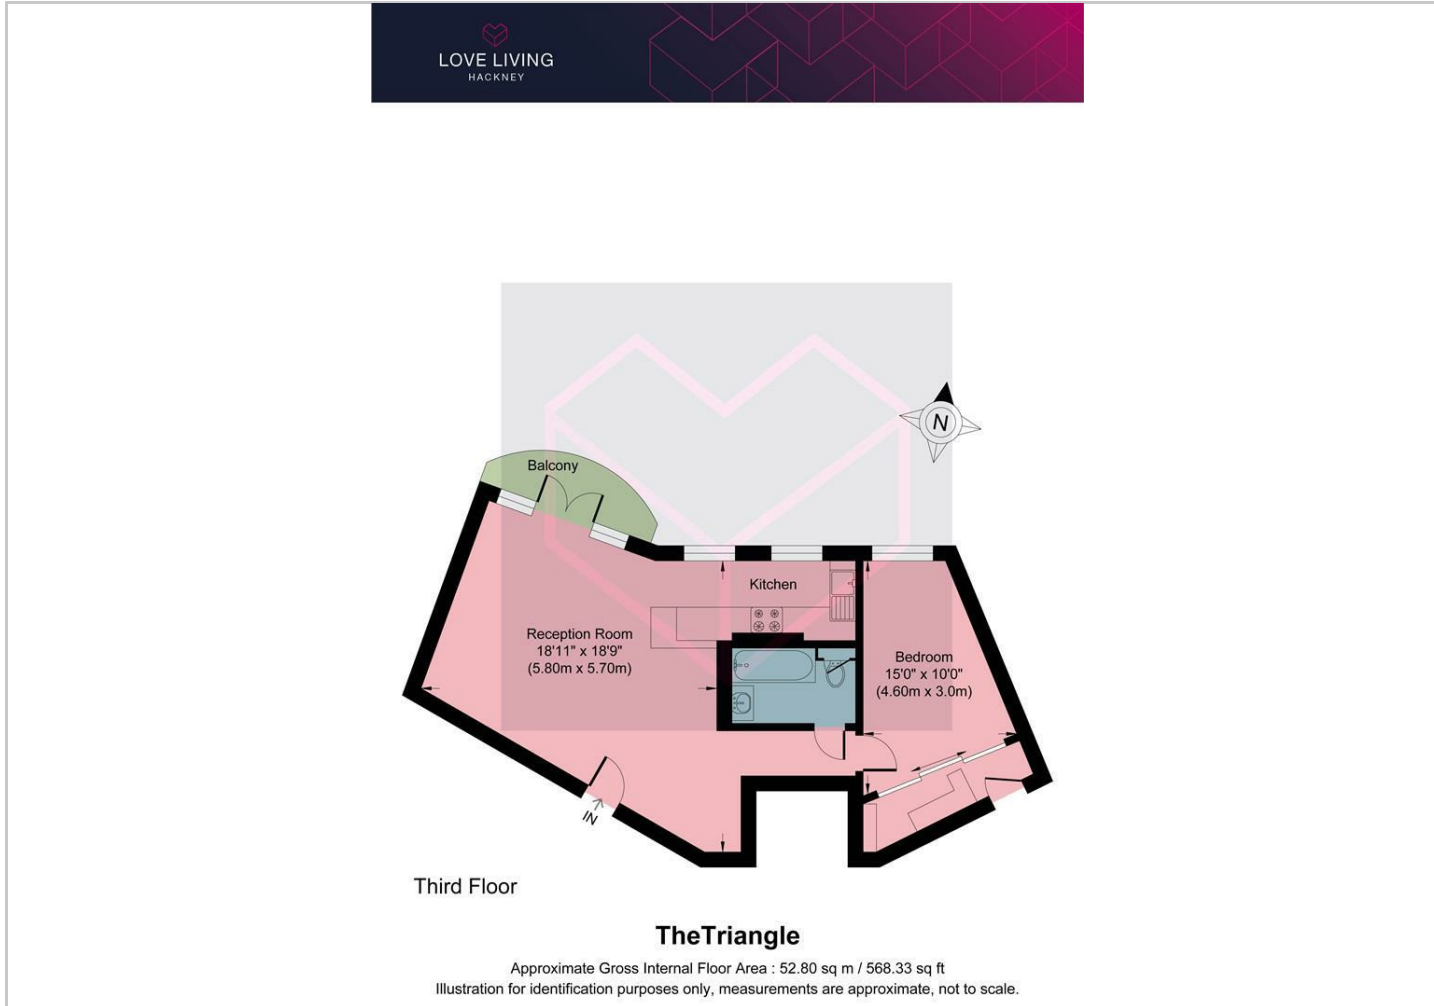 LOVE LIVING
HACKNEY
N
Balcony
Kitchen
Reception Room
18'11" x 18'9"
(5.80m x 5.70m)
Bedroom
15'0" x 10'0"
(4.60m x 3.0m)
IN
Third Floor
TheTriangle
Approximate Gross Internal Floor Area : 52.80 sq m / 568.33 sq ft
Illustration for identification purposes only, measurements are approximate, not to scale.